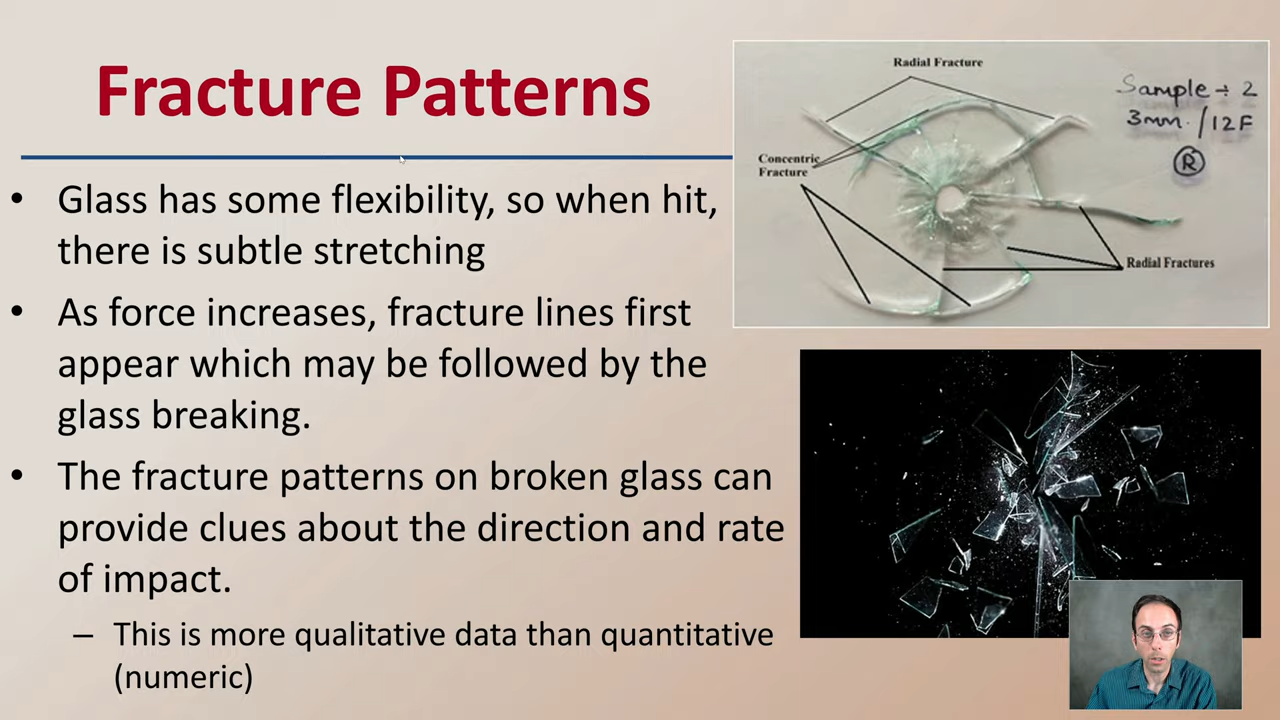 Fracture Patterns
• Glass has some flexibility, so when hit,
there is subtle stretching
• As force increases, fracture lines first
appear which may be followed by the
glass breaking.
• The fracture patterns on broken glass can
provide clues about the direction and rate
of impact.
– This is more qualitative data than quantitative
(numeric)
Radial Fracture
Sample ÷ 2
3mm. / 12F
R
Concentric
Fracture
Radial Fractures